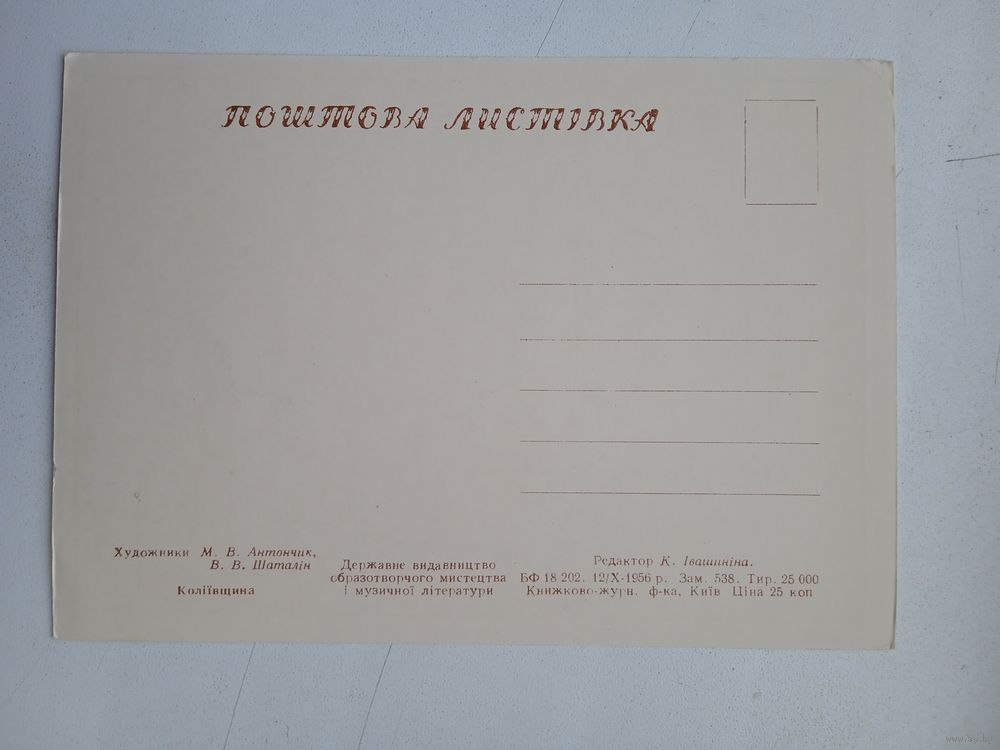 ПОШТОВА ЛИСТІВКА
Художники М. В. Антончик,
В. В. Шаталін
Коліївщина
Державне видавництво
образотворчого мистецтва
і музичної літератури
Редактор К. Івашиніна.
БФ 18 202. 12/X-1956 р. Зам. 538. Тир. 25 000
Книжково-журн. ф-ка, Київ Ціна 25 коп